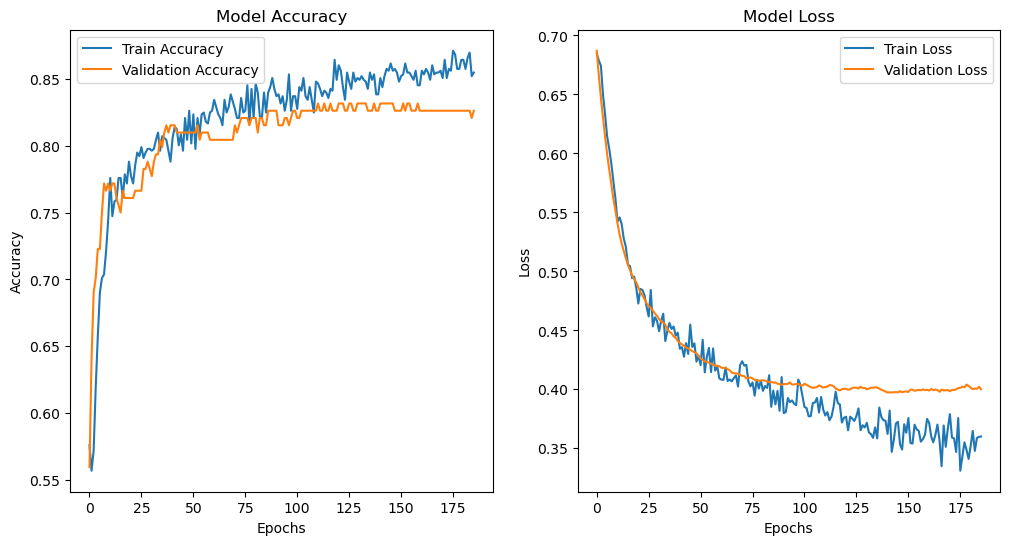 Model Accuracy
Train Accuracy
Validation Accuracy
0.85
0.80
0.75
0.70
0.65
0.60
0.55
Accuracy
0 25 50 75 100 125 150 175
Epochs
Model Loss
Train Loss
Validation Loss
0.70
0.65
0.60
0.55
0.50
0.45
0.40
0.35
Loss
0 25 50 75 100 125 150 175
Epochs